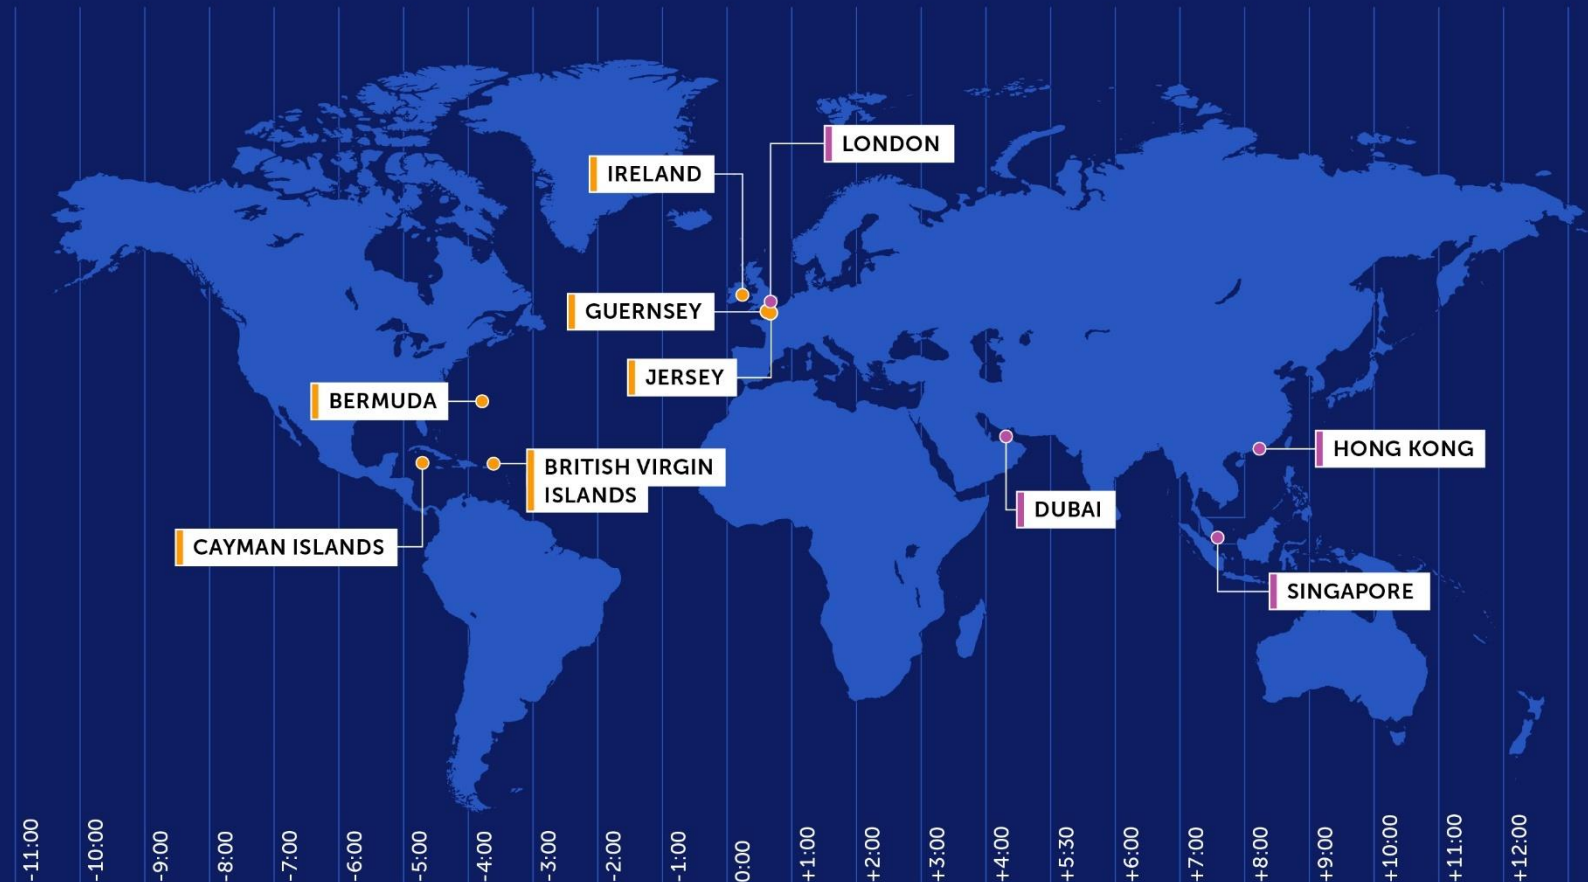 LONDON
IRELAND
GUERNSEY
JERSEY
BERMUDA
HONG KONG
BRITISH VIRGIN
ISLANDS
DUBAI
CAYMAN ISLANDS
SINGAPORE
-11:00
-10:00
-9:00
-8:00
-7:00
-6:00
-5:00
-4:00
-3:00
-2:00
-1:00
0:00
+1:00
+2:00
+3:00
+4:00
+5:30
+6:00
+7:00
+8:00
+9:00
+10:00
+11:00
+12:00